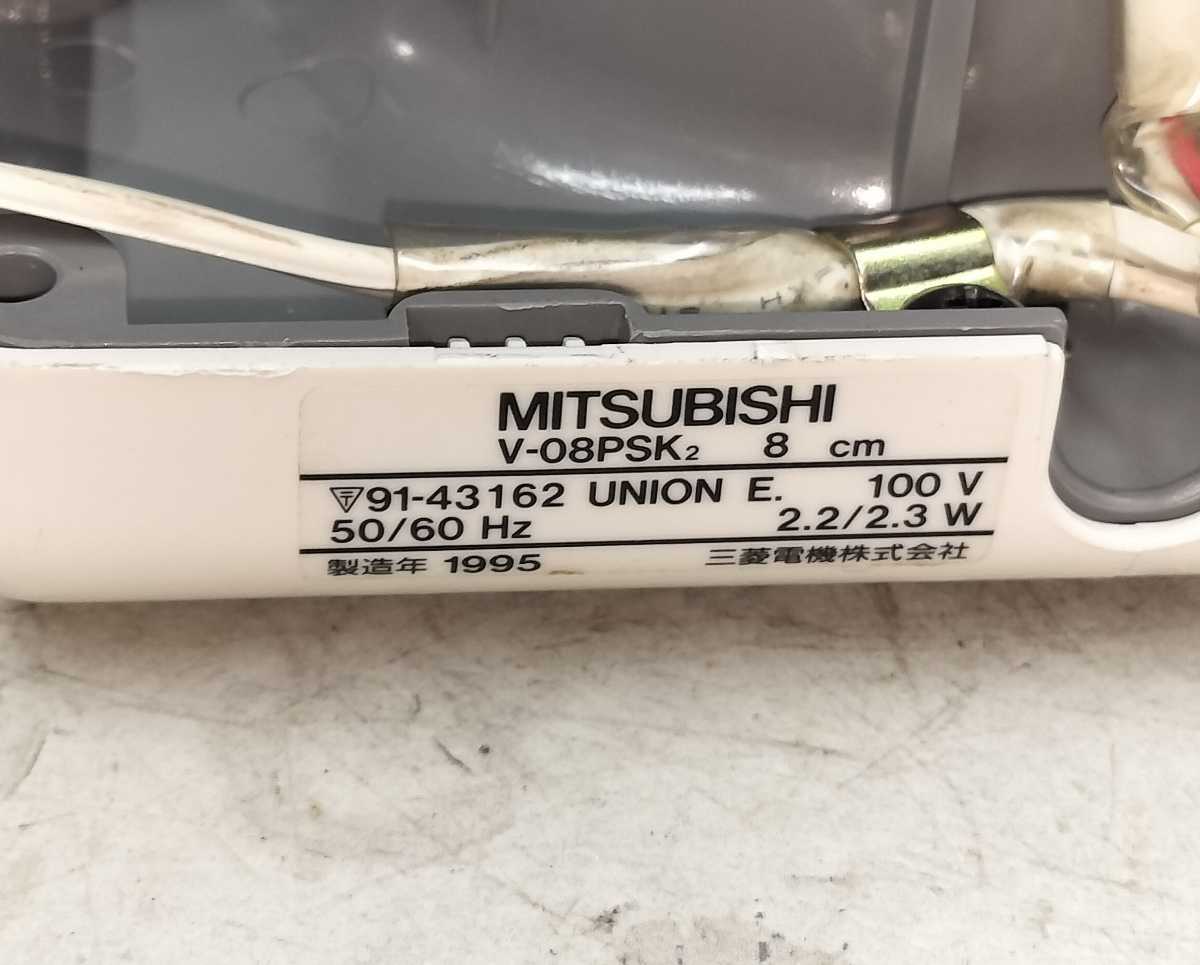 MITSUBISHI
V-08PSK₂ 8 cm
〒91-43162 UNION E. 100 V
50/60 Hz 2.2/2.3 W
製造年 1995 三菱電機株式会社